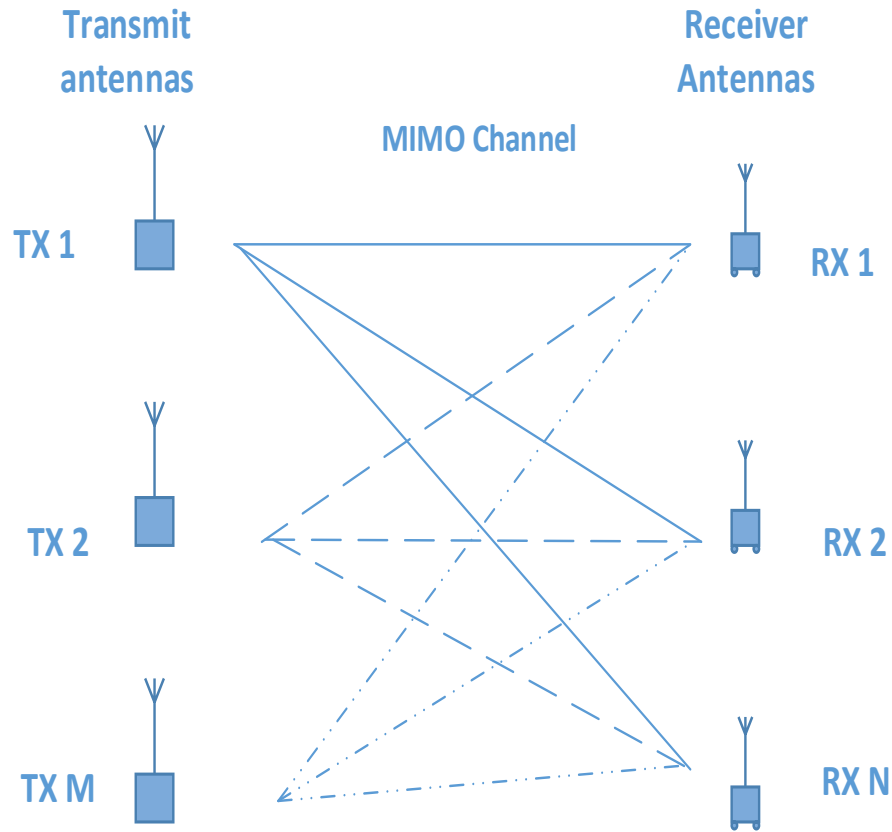 Transmit
antennas
Receiver
Antennas
MIMO Channel
TX 1
RX 1
TX 2
RX 2
TX M
RX N